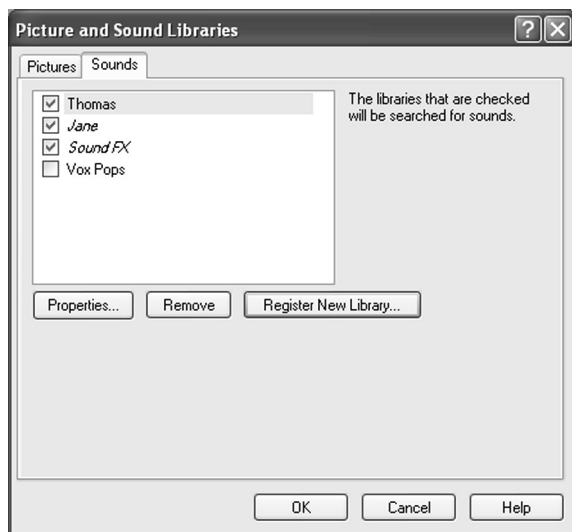 Picture and Sound Libraries
Pictures
Sounds
Thomas
Jane
Sound FX
Vox Pops
The libraries that are checked
will be searched for sounds.
Properties...
Remove
Register New Library...
OK
Cancel
Help